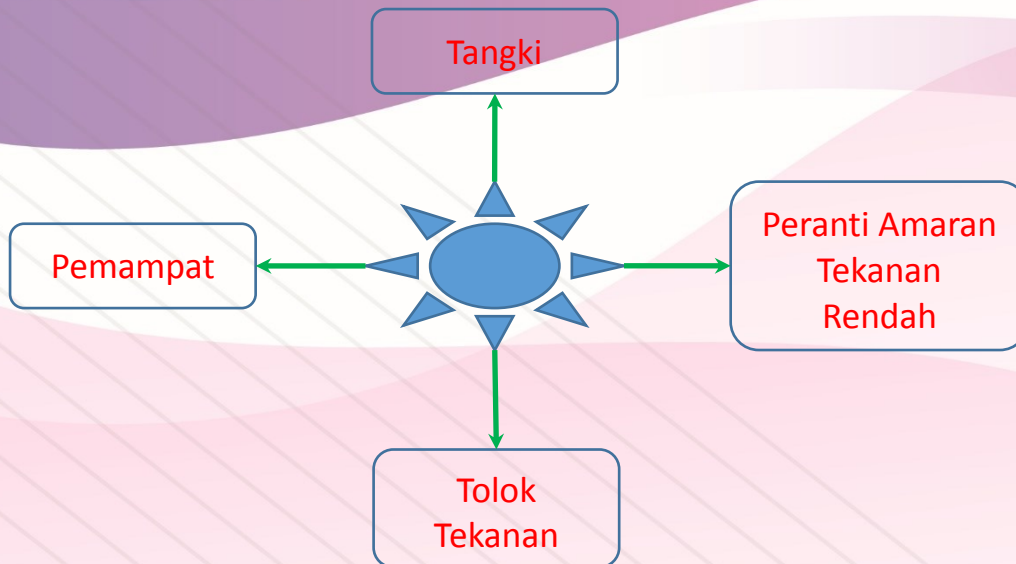 Tangki
Pemampat
Peranti Amaran
Tekanan
Rendah
Tolok
Tekanan